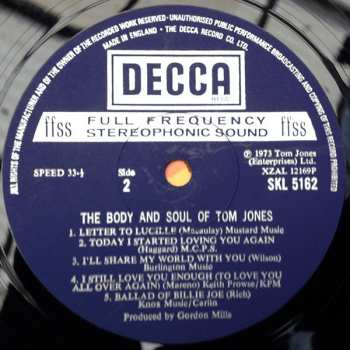 ALL RIGHTS OF THE MANUFACTURER AND OF THE OWNER OF THE RECORDED WORK RESERVED · UNAUTHORISED PUBLIC PERFORMANCE BROADCASTING AND COPYING OF THIS RECORD PROHIBITED
MADE IN ENGLAND · THE DECCA RECORD CO. LTD.
DECCA
ffss FULL FREQUENCY STEREOPHONIC SOUND ffss
SPEED 33-⅓
Side
2
Ⓟ 1973 Tom Jones
(Enterprises) Ltd.
XZAL 12169P
SKL 5162
THE BODY AND SOUL OF TOM JONES
1. LETTER TO LUCILLE (Macaulay) Mustard Music
2. TODAY I STARTED LOVING YOU AGAIN
(Haggard) M.C.P.S.
3. I'LL SHARE MY WORLD WITH YOU (Wilson)
Burlington Music
4. I STILL LOVE YOU ENOUGH (TO LOVE YOU
ALL OVER AGAIN) (Mareno) Keith Prowse/KPM
5. BALLAD OF BILLIE JOE (Rich)
Knox Music/Carlin
Produced by Gordon Mills